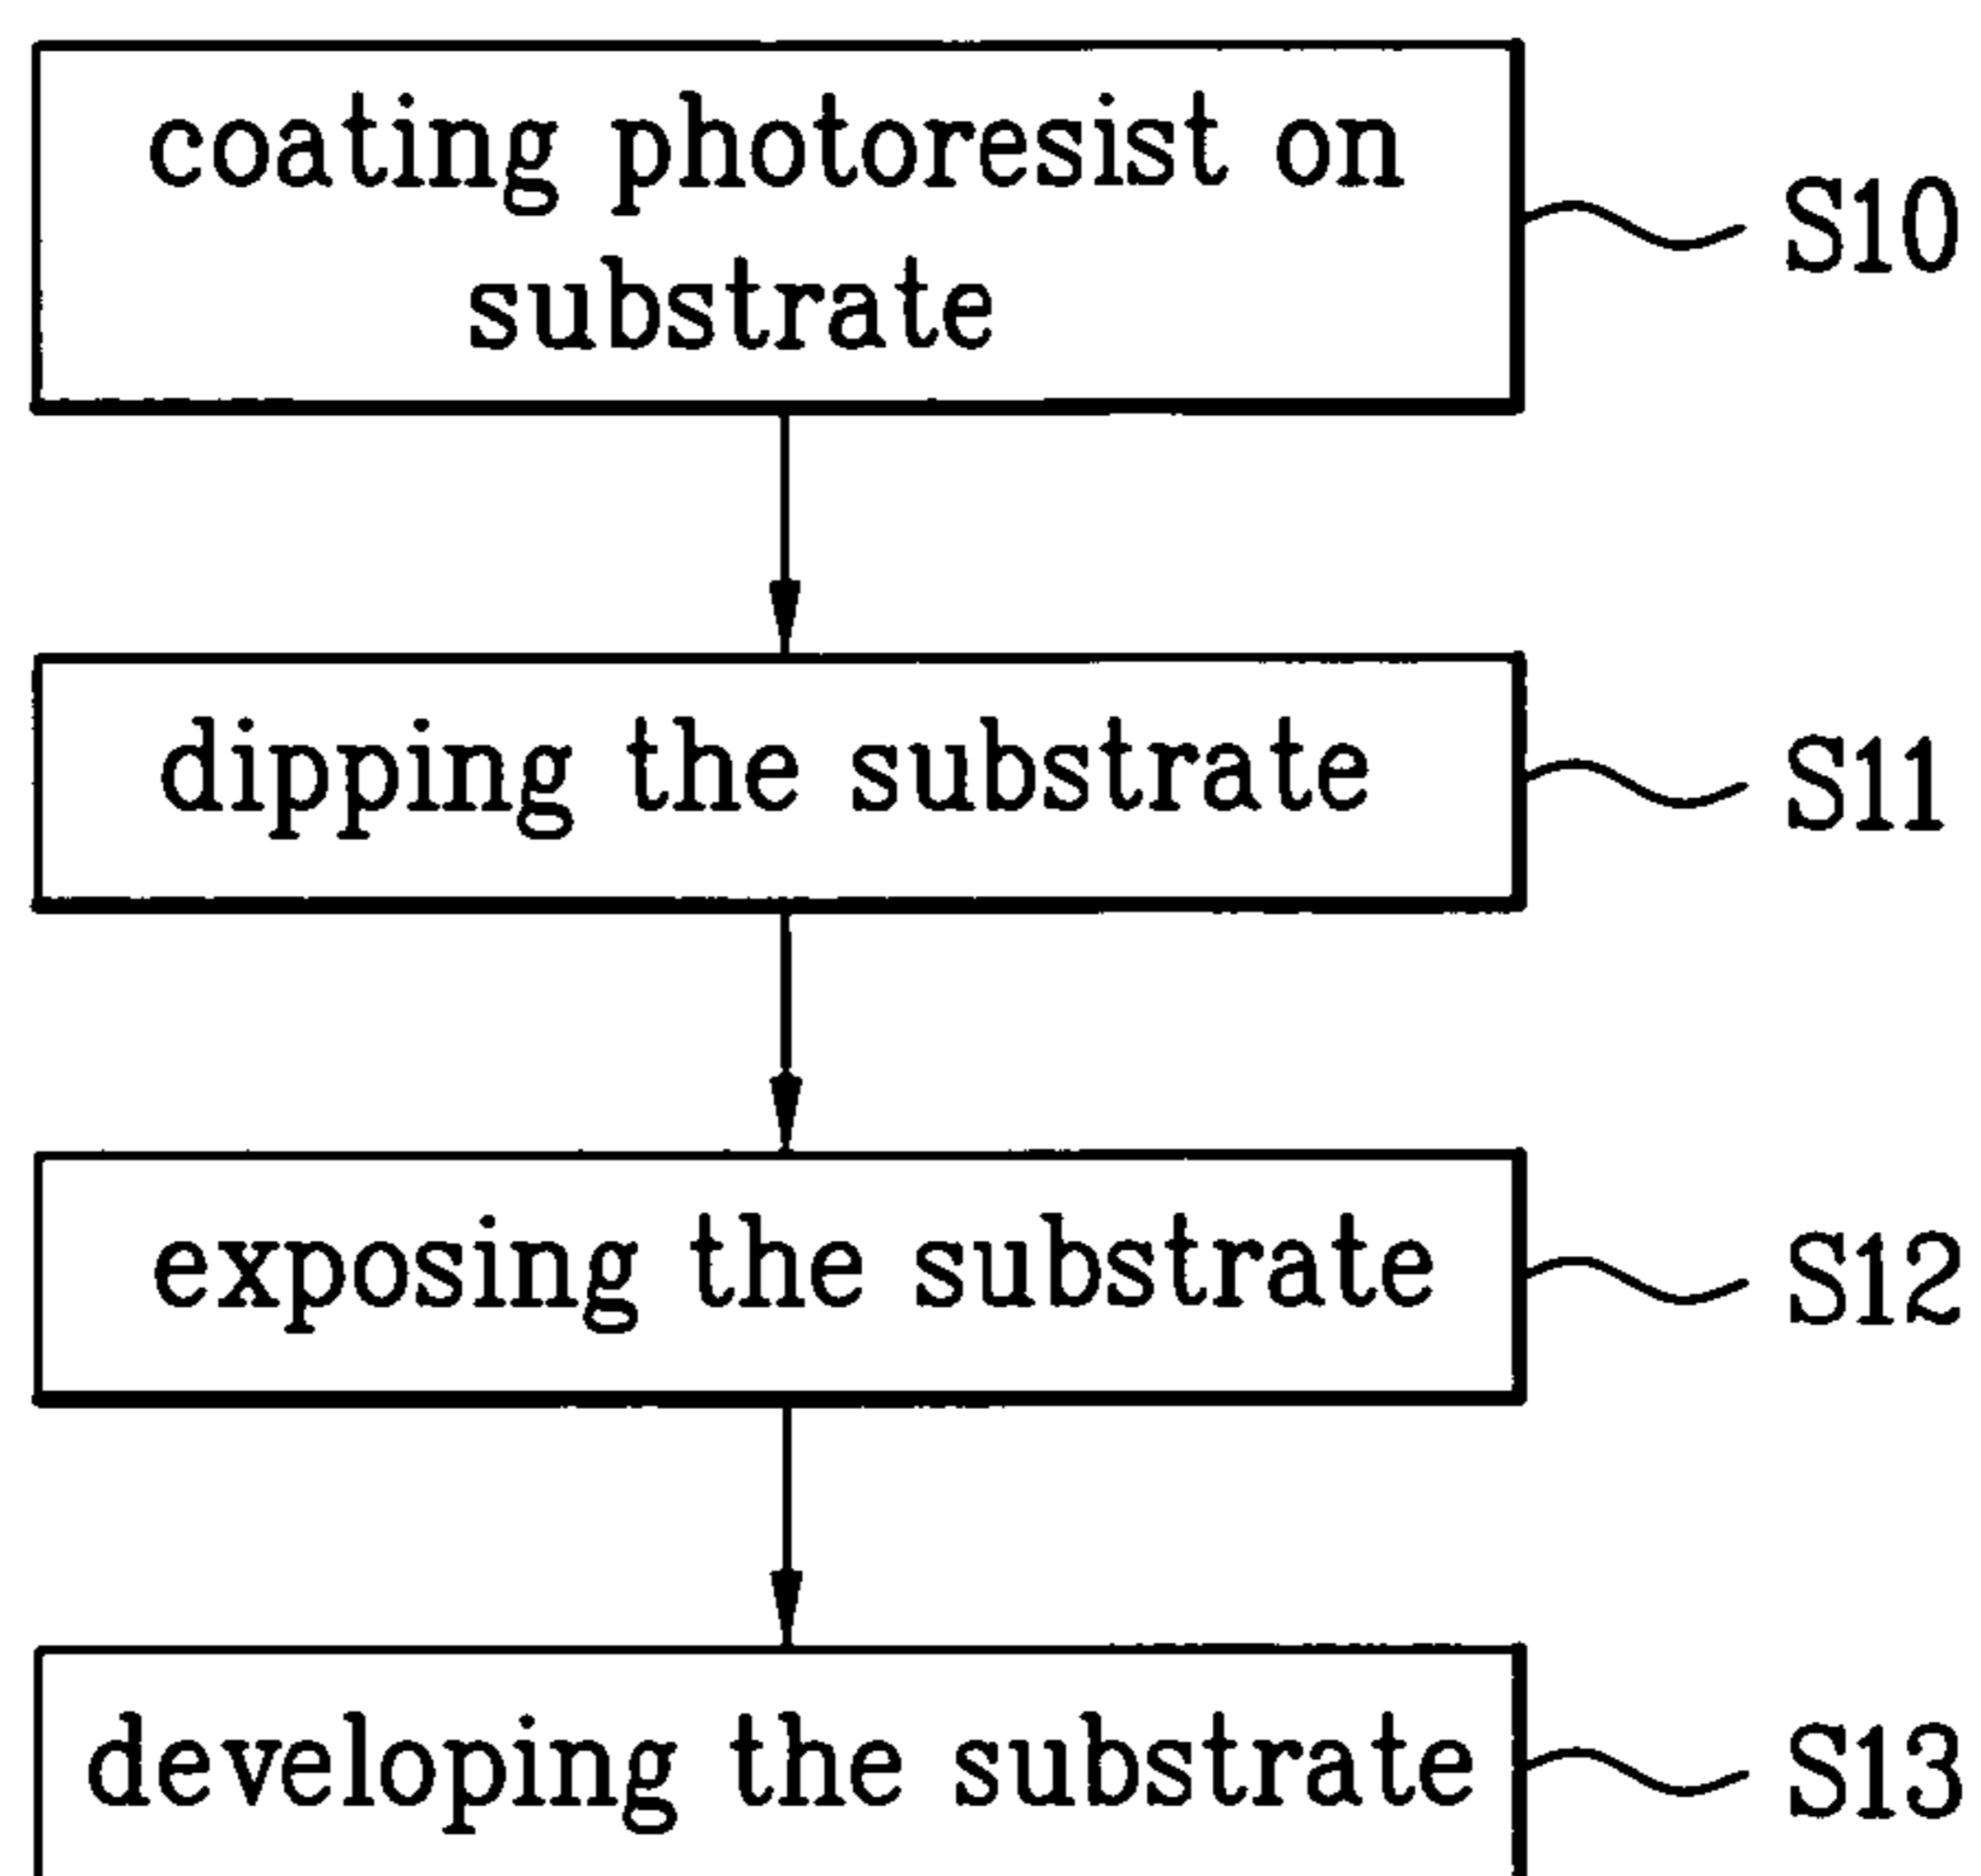 coating photoresist on
substrate
S10
dipping the substrate
S11
exposing the substrate
S12
developing the substrate
S13